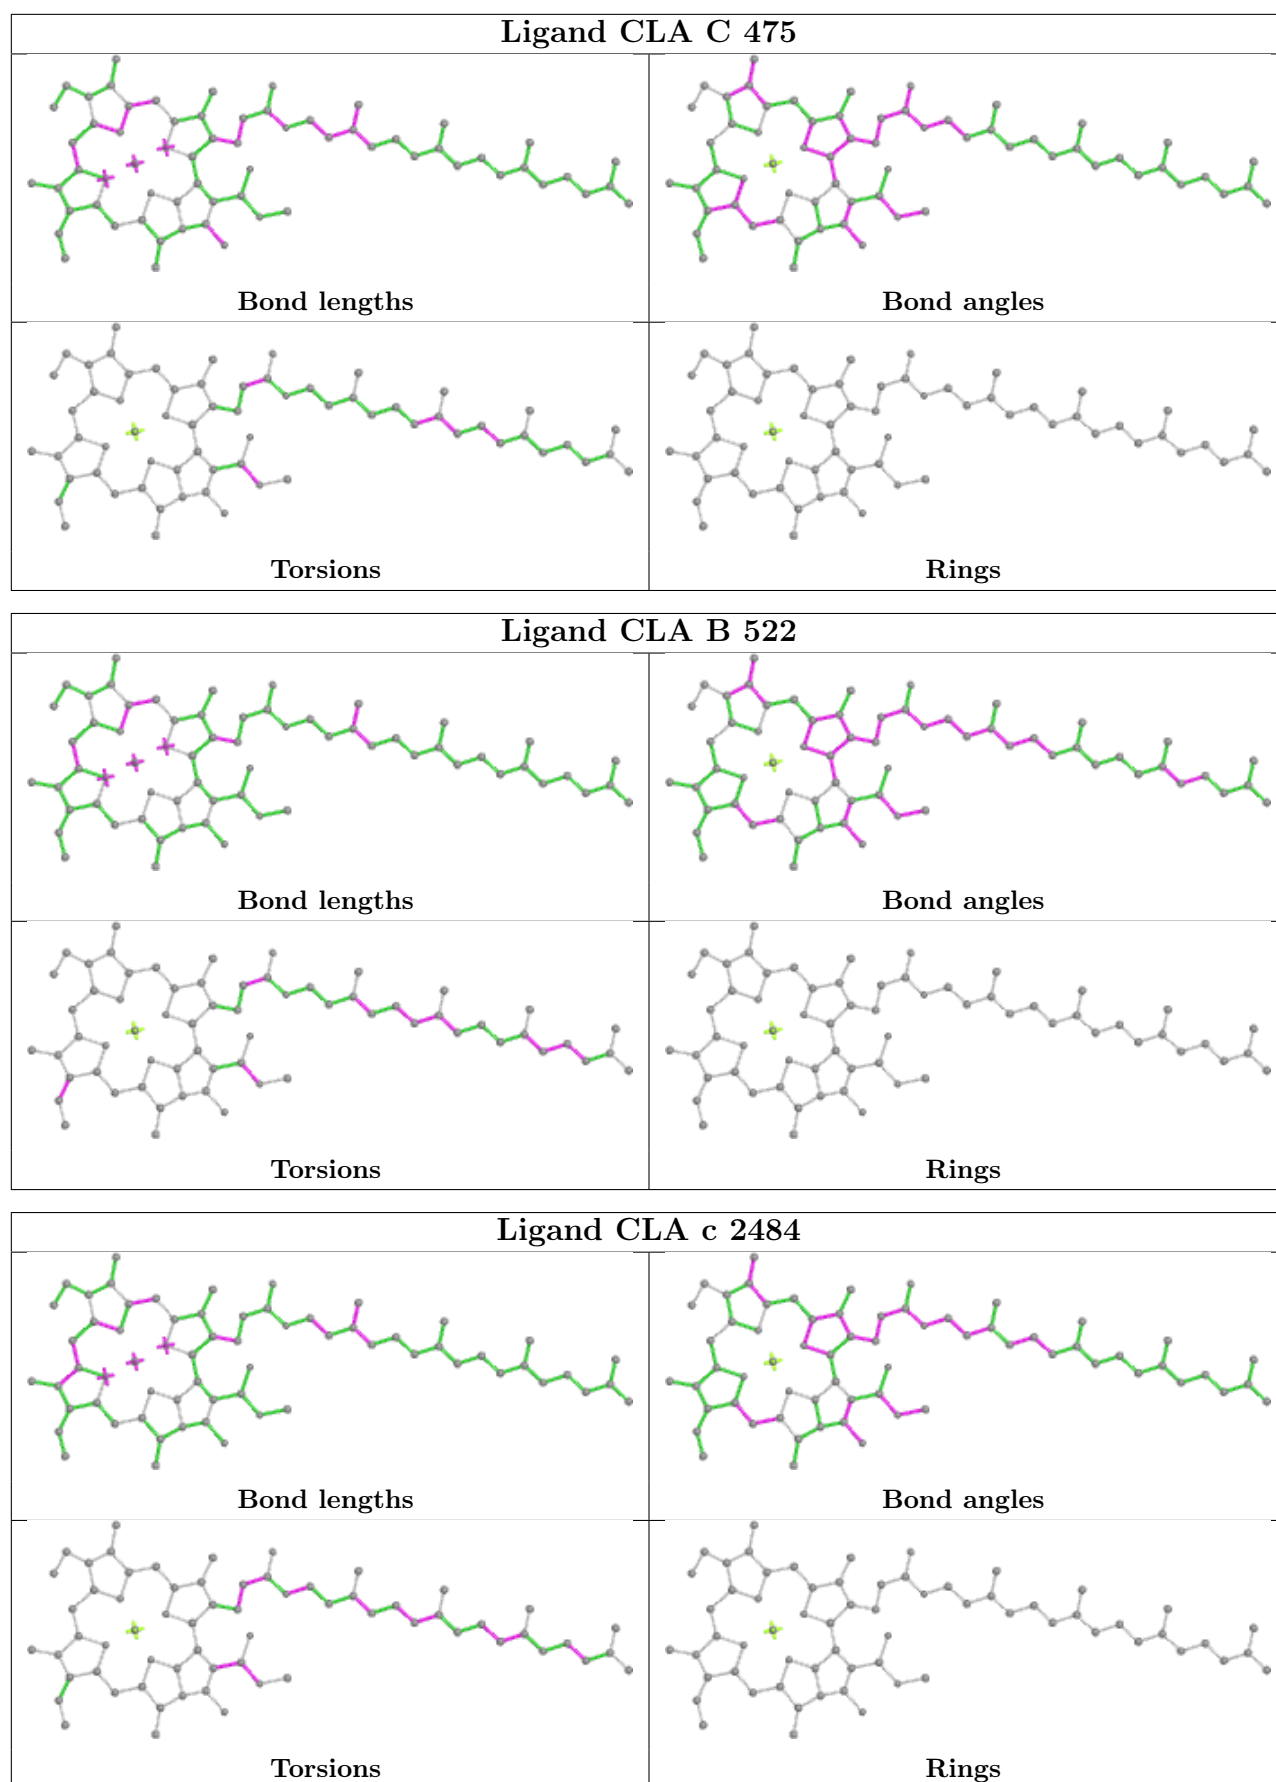 Ligand CLA C 475
Bond lengths
Bond angles
Torsions
Rings
Ligand CLA B 522
Bond lengths
Bond angles
Torsions
Rings
Ligand CLA c 2484
Bond lengths
Bond angles
Torsions
Rings